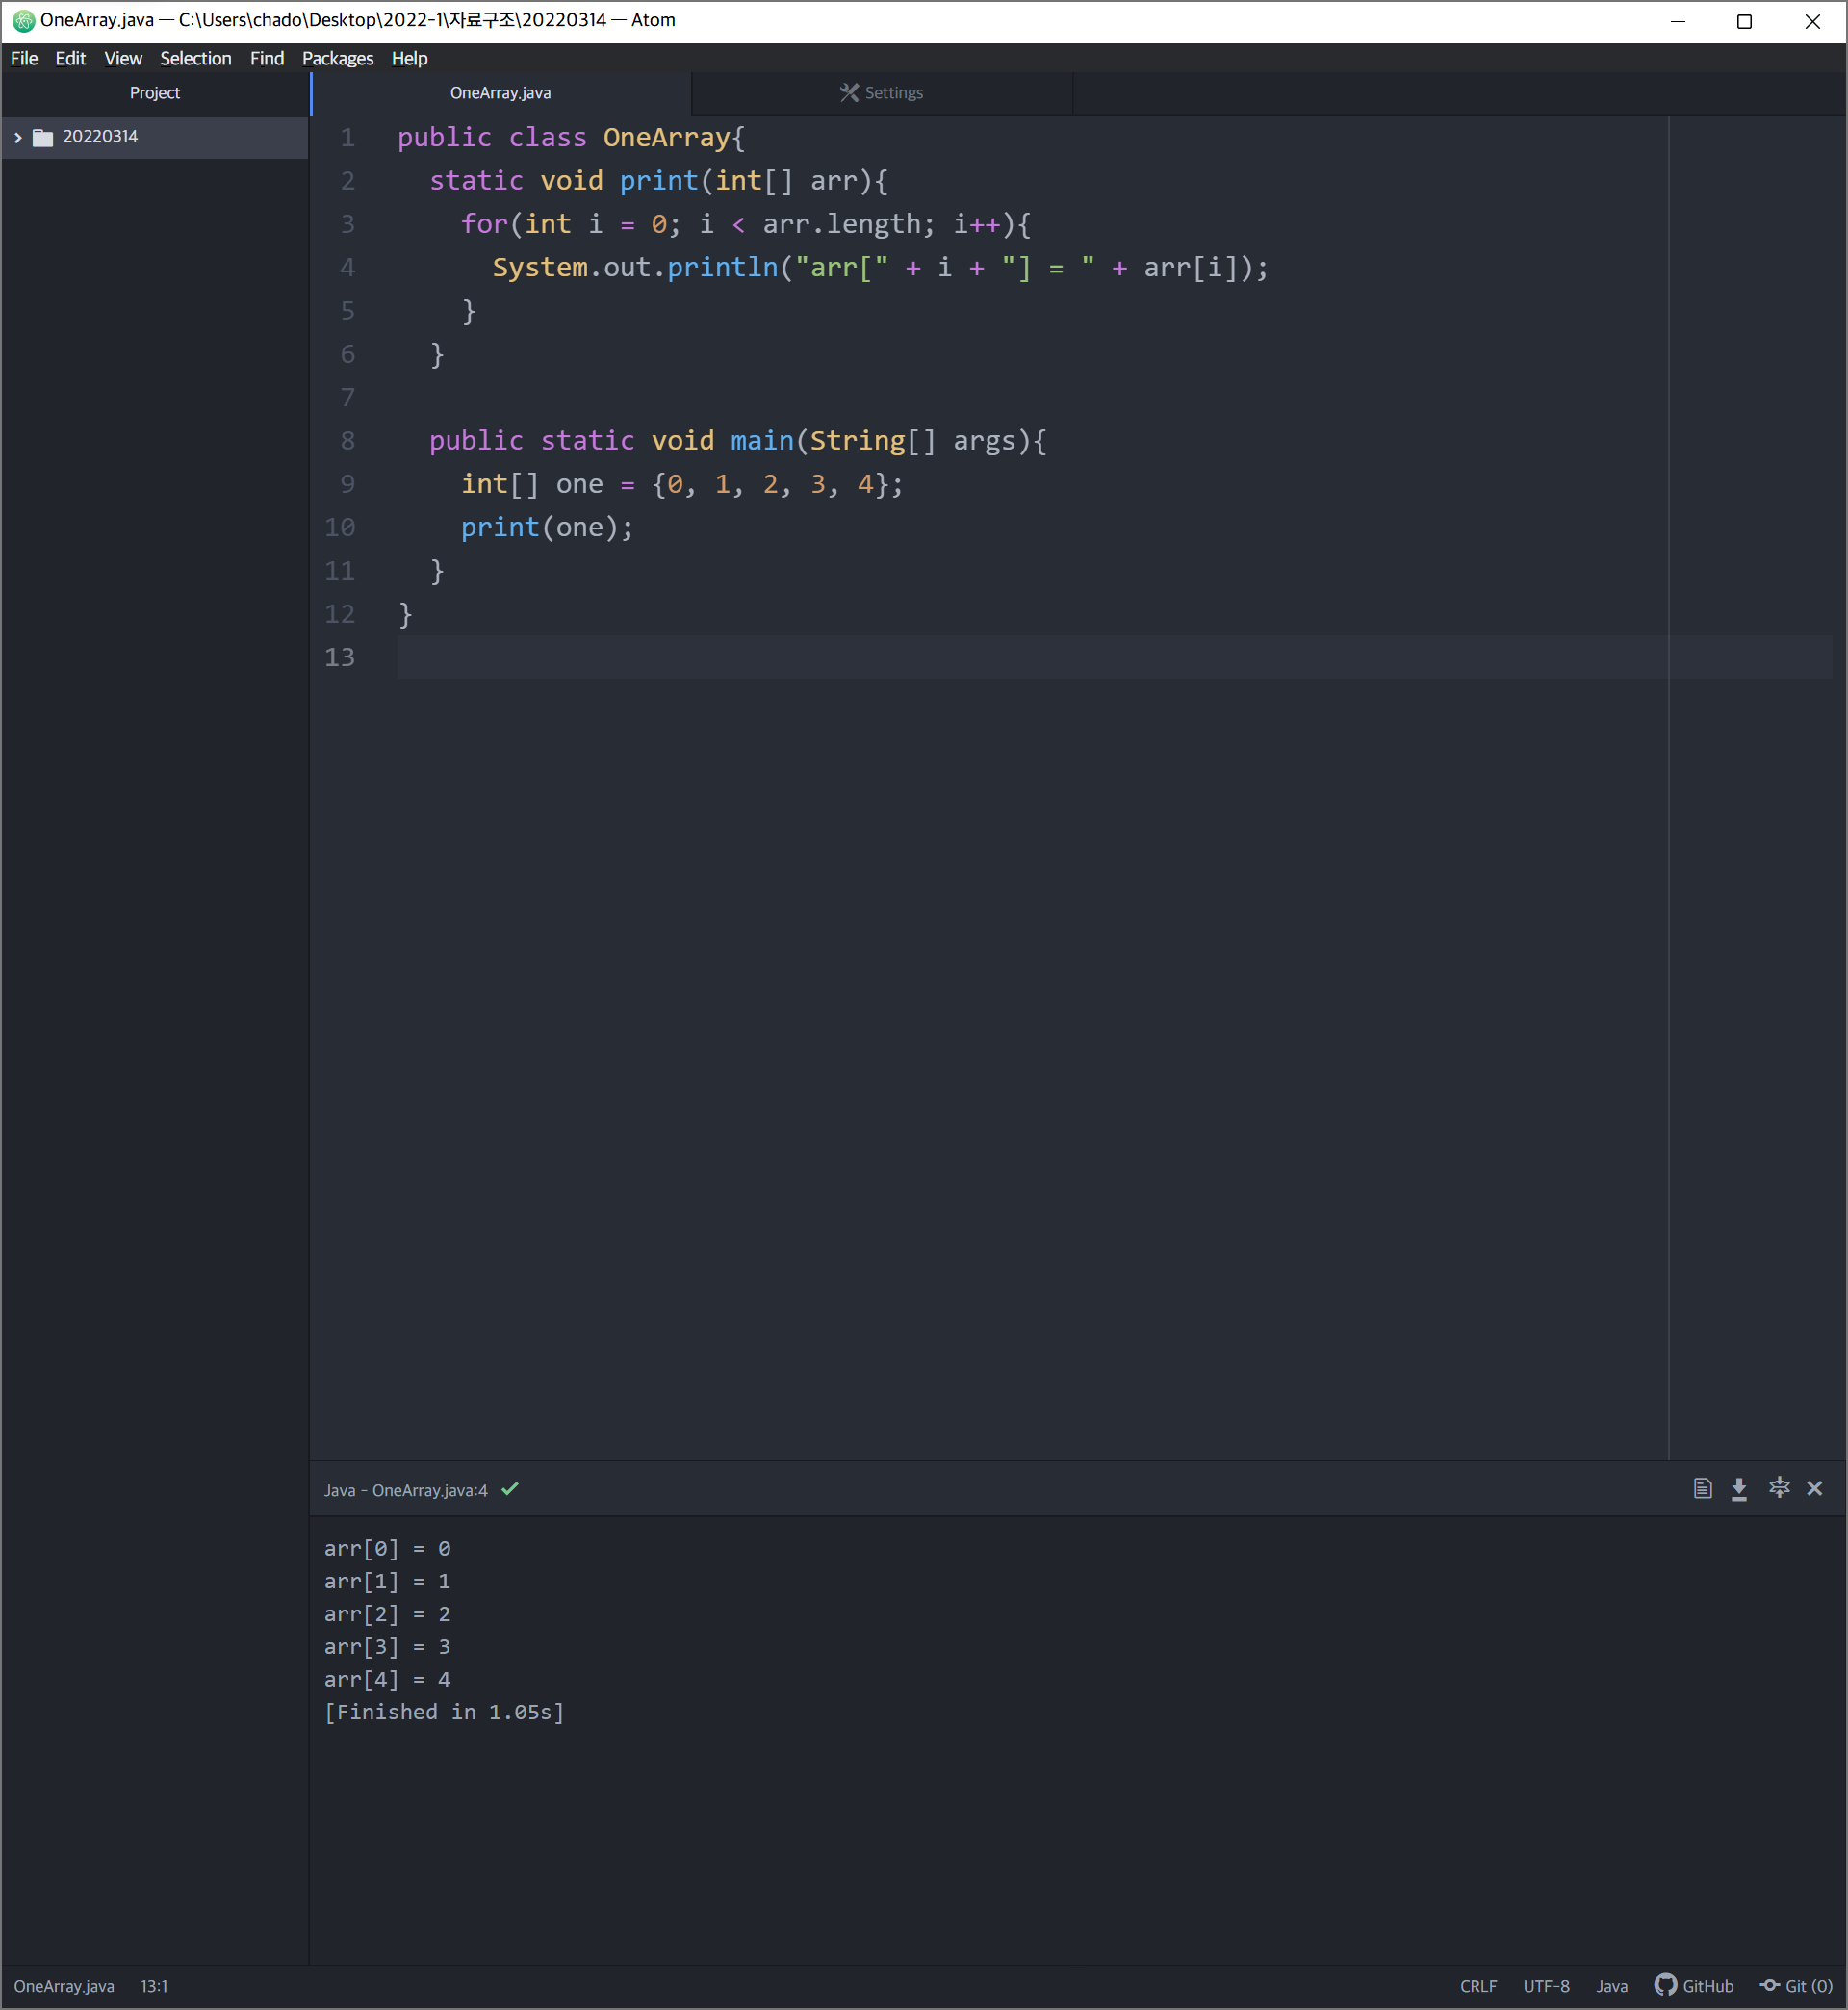 OneArray.java — C:\Users\chado\Desktop\2022-1\자료구조\20220314 — Atom
File Edit View Selection Find Packages Help
Project
OneArray.java
Settings
20220314
1 public class OneArray{
2 static void print(int[] arr){
3 for(int i = 0; i < arr.length; i++){
4 System.out.println("arr[" + i + "] = " + arr[i]);
5 }
6 }
7
8 public static void main(String[] args){
9 int[] one = {0, 1, 2, 3, 4};
10 print(one);
11 }
12 }
13
Java - OneArray.java:4
arr[0] = 0
arr[1] = 1
arr[2] = 2
arr[3] = 3
arr[4] = 4
[Finished in 1.05s]
OneArray.java 13:1 CRLF UTF-8 Java GitHub Git (0)